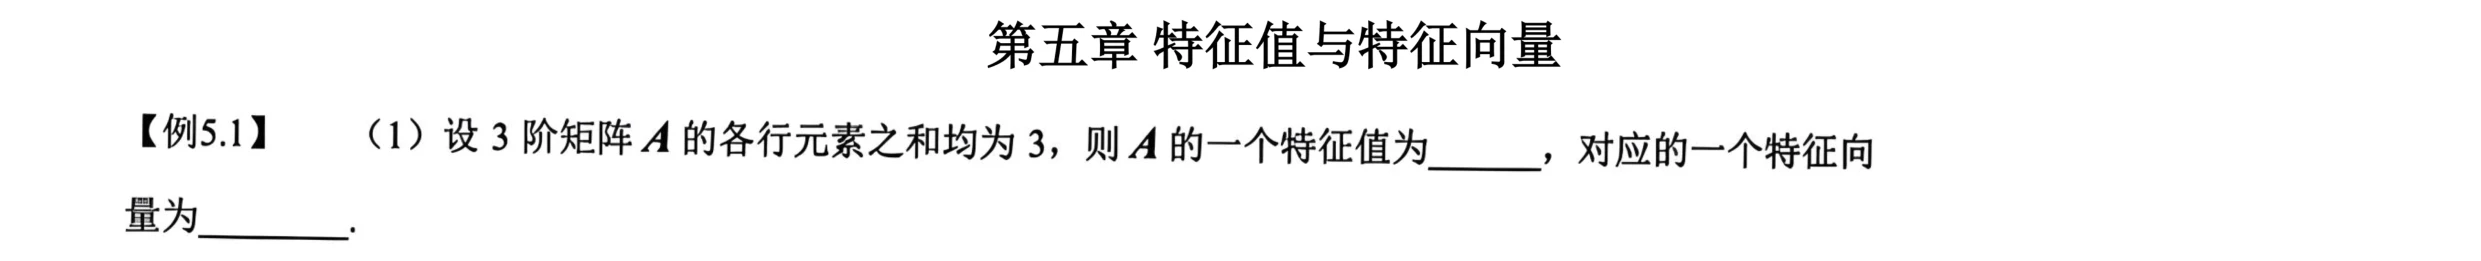 第五章 特征值与特征向量
【例5.1】 （1）设 3 阶矩阵 A 的各行元素之和均为 3，则 A 的一个特征值为______，对应的一个特征向
量为________.